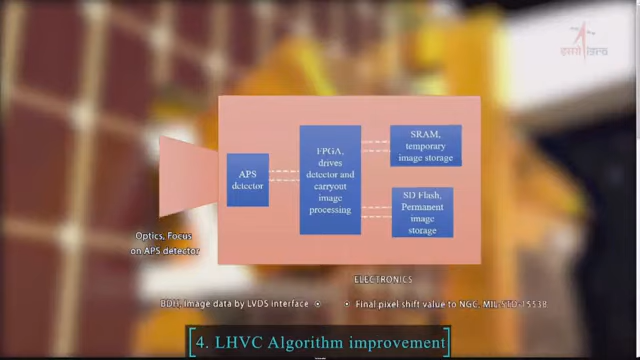 इसरो isro
APS
detector
FPGA,
drives
detector and
carryout
image
processing
SRAM,
temporary
image storage
SD Flash,
Permanent
image
storage
Optics, Focus
on APS detector
ELECTRONICS
BDH, Image data by LVDS interface
Final pixel shift value to NGC, MIL-STD-1553B
[4. LHVC Algorithm improvement]